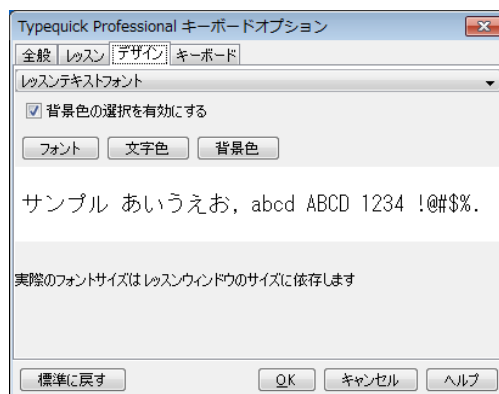 Typequick Professional キーボードオプション
全般 レッスン デザイン キーボード
レッスンテキストフォント
背景色の選択を有効にする
フォント 文字色 背景色
サンプル あいうえお, abcd ABCD 1234 !@#$%.
実際のフォントサイズはレッスンウィンドウのサイズに依存します
標準に戻す OK キャンセル ヘルプ